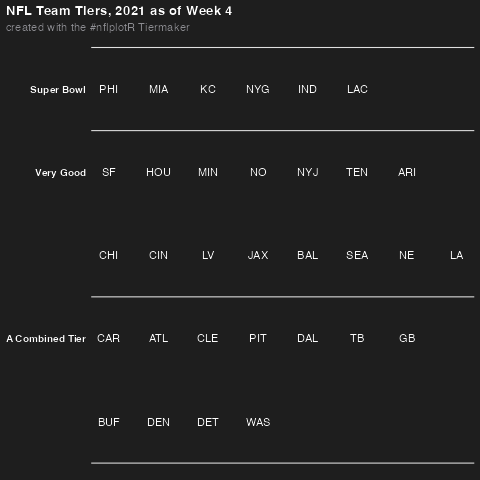 NFL Team Tiers, 2021 as of Week 4
created with the #nflplotR Tiermaker
Super Bowl PHI MIA KC NYG IND LAC
Very Good SF HOU MIN NO NYJ TEN ARI
CHI CIN LV JAX BAL SEA NE LA
A Combined Tier CAR ATL CLE PIT DAL TB GB
BUF DEN DET WAS